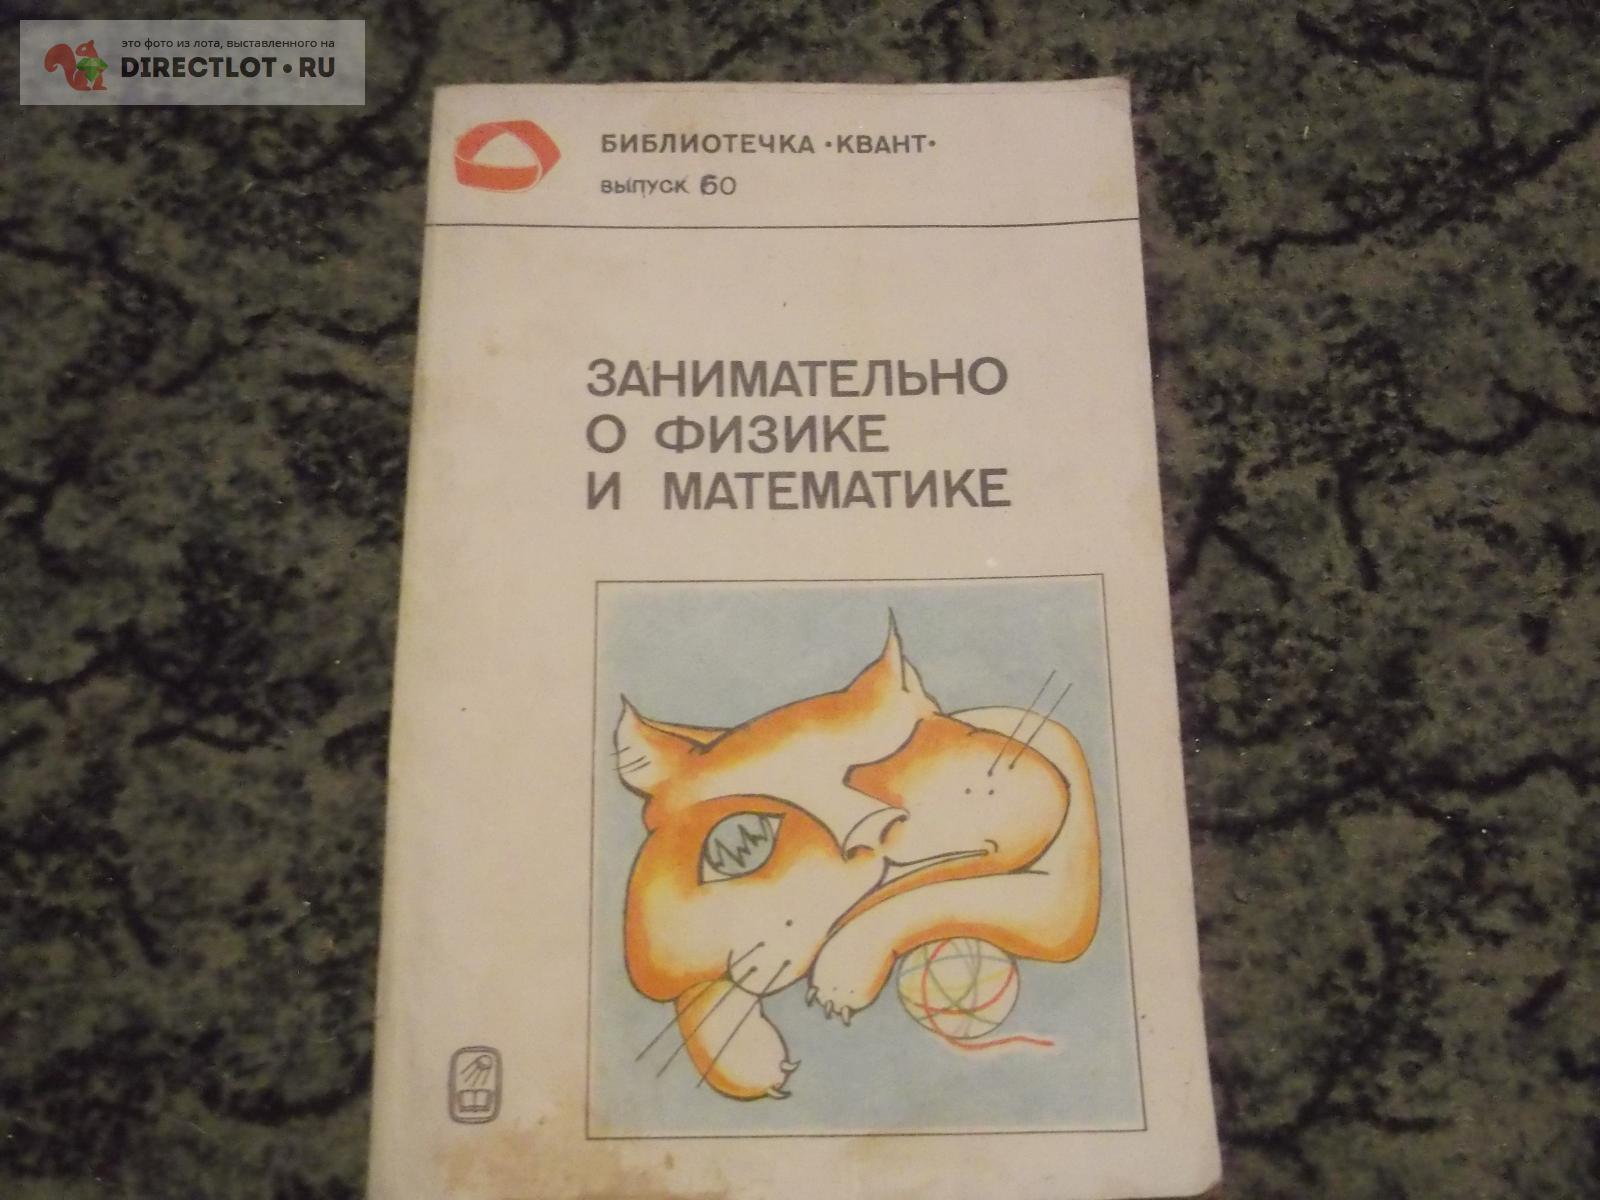 это фото из лота, выставленного на
DIRECTLOT•RU
БИБЛИОТЕЧКА •КВАНТ•
выпуск 60
ЗАНИМАТЕЛЬНО
О ФИЗИКЕ
И МАТЕМАТИКЕ